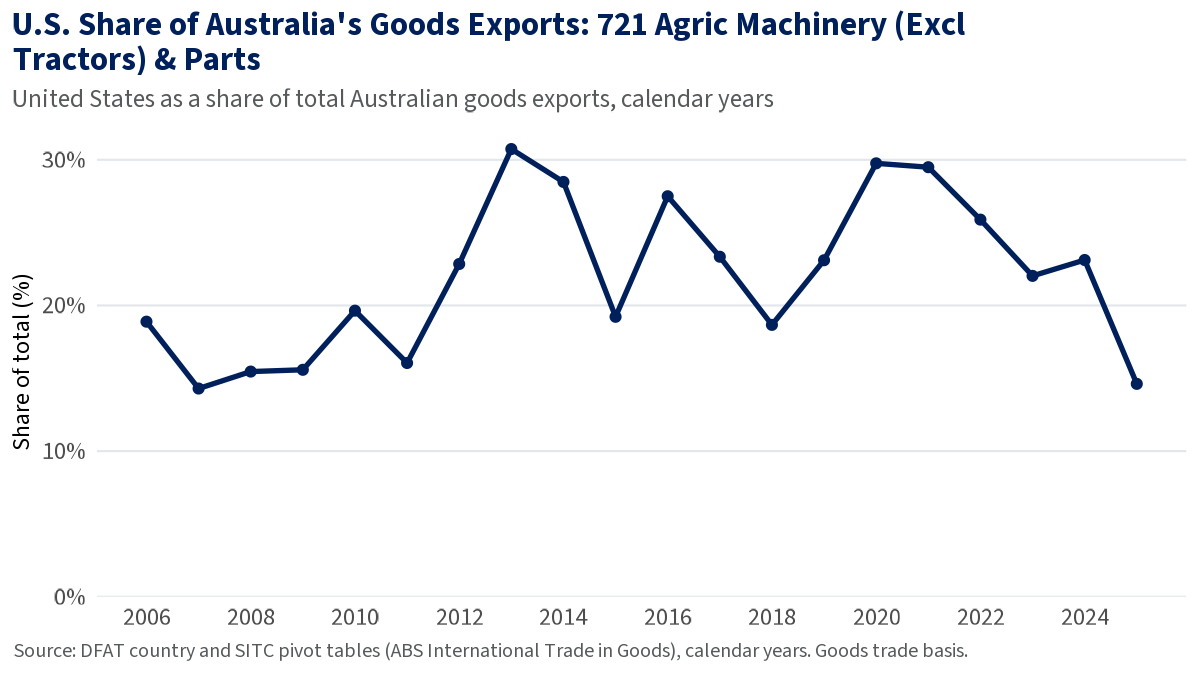 U.S. Share of Australia's Goods Exports: 721 Agric Machinery (Excl
Tractors) & Parts
United States as a share of total Australian goods exports, calendar years
Share of total (%)
30%
20%
10%
0%
2006 2008 2010 2012 2014 2016 2018 2020 2022 2024
Source: DFAT country and SITC pivot tables (ABS International Trade in Goods), calendar years. Goods trade basis.